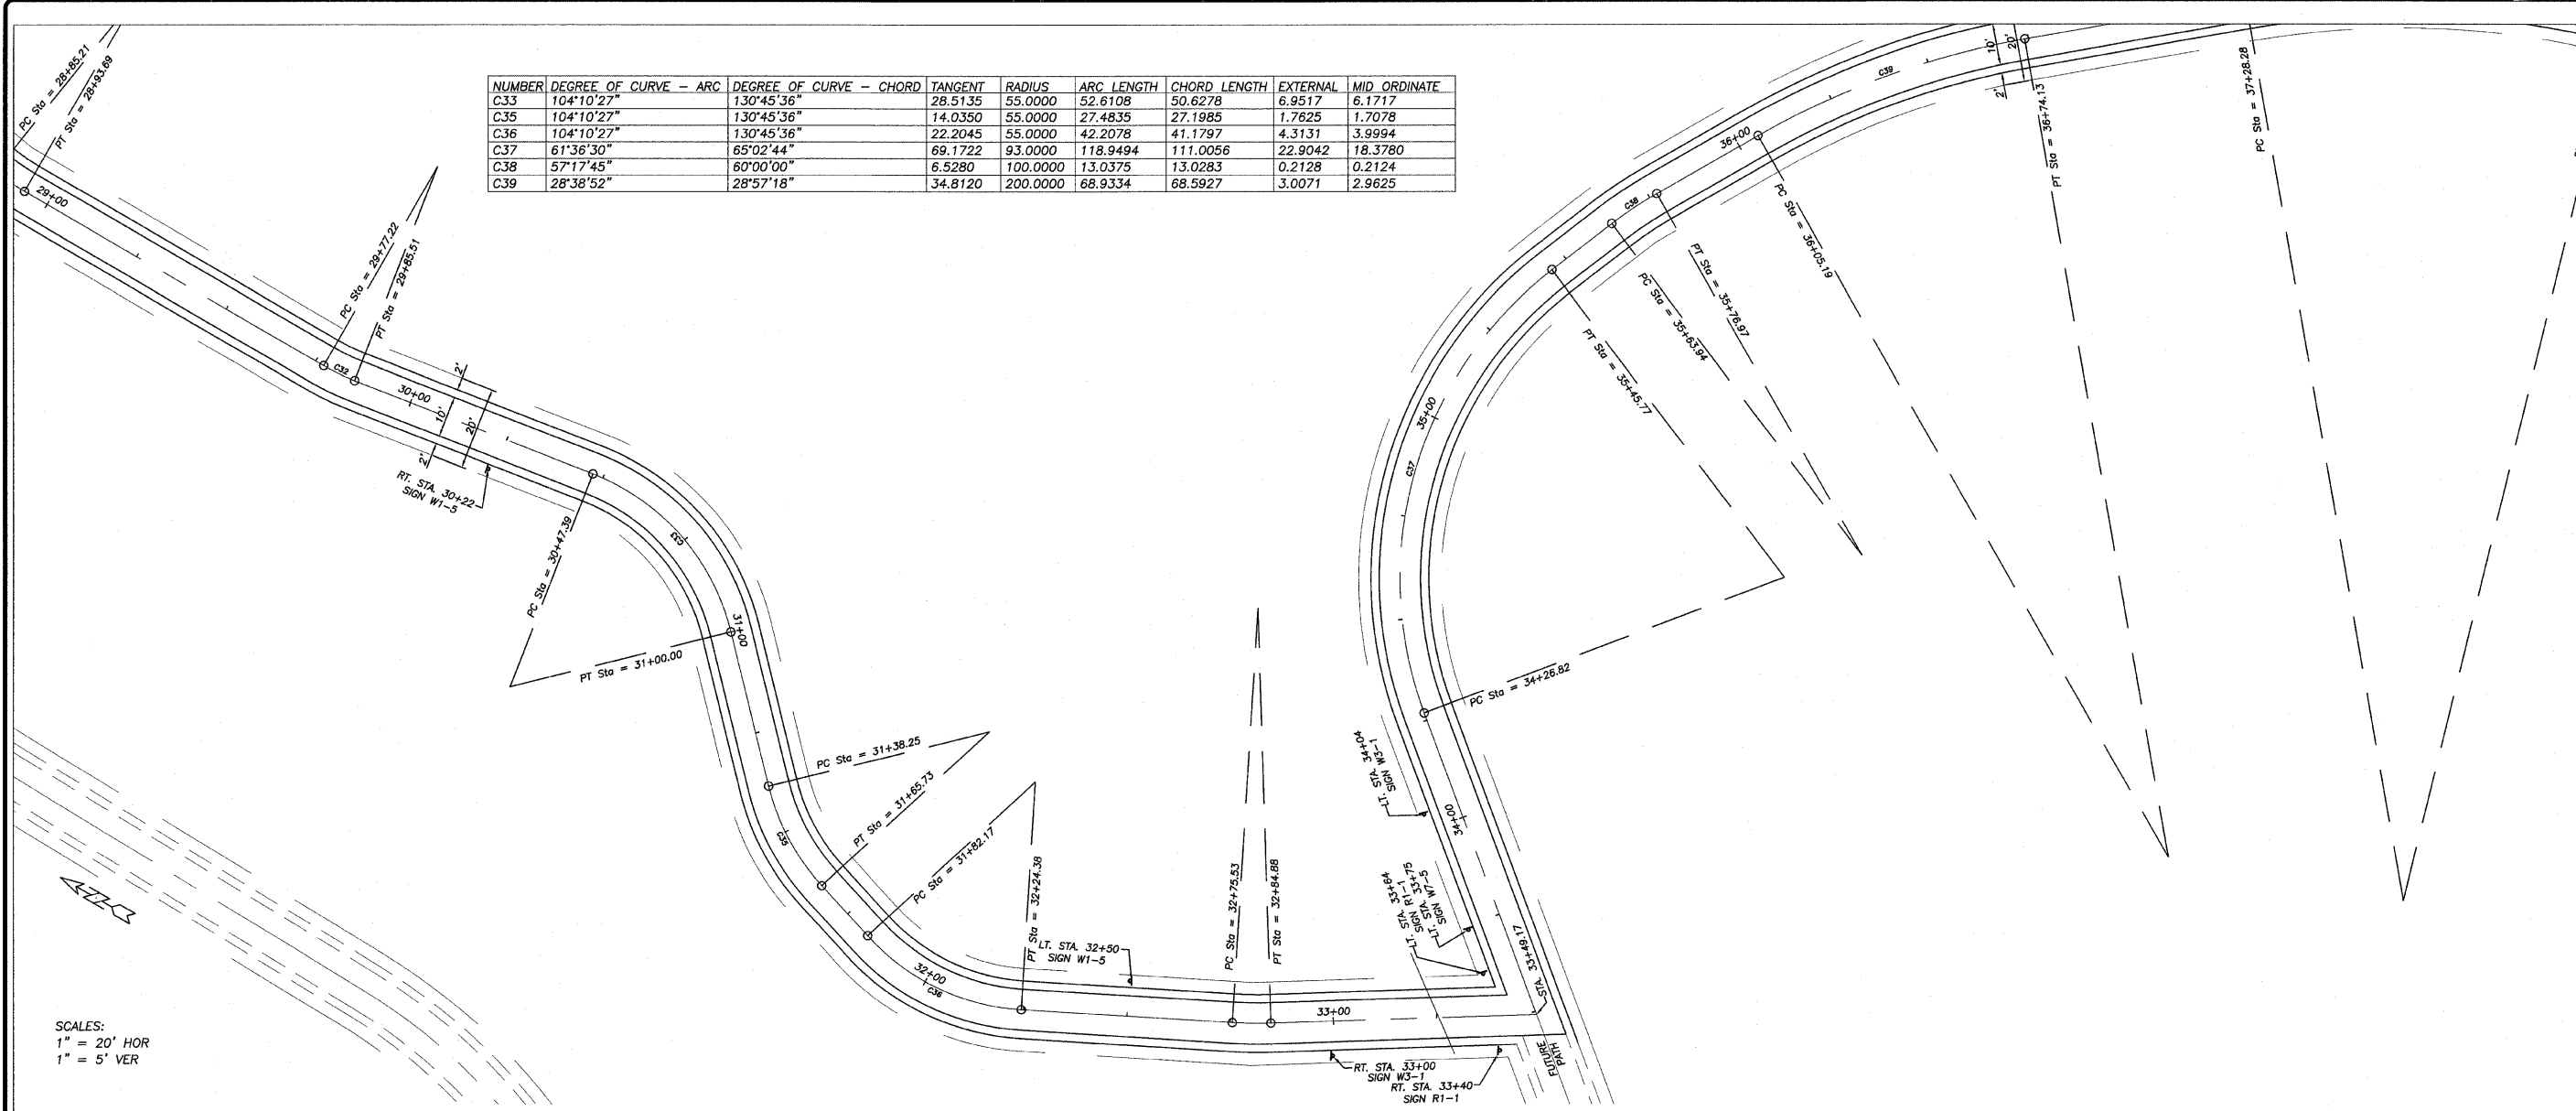 NUMBER DEGREE OF CURVE – ARC DEGREE OF CURVE – CHORD TANGENT RADIUS ARC LENGTH CHORD LENGTH EXTERNAL MID ORDINATE
C33 104°10'27" 130°45'36" 28.5135 55.0000 52.6108 50.6278 6.9517 6.1717
C35 104°10'27" 130°45'36" 14.0350 55.0000 27.4835 27.1985 1.7625 1.7078
C36 104°10'27" 130°45'36" 22.2045 55.0000 42.2078 41.1797 4.3131 3.9994
C37 61°36'30" 65°02'44" 69.1722 93.0000 118.9494 111.0056 22.9042 18.3780
C38 57°17'45" 60°00'00" 6.5280 100.0000 13.0375 13.0283 0.2128 0.2124
C39 28°38'52" 28°57'18" 34.8120 200.0000 68.9334 68.5927 3.0071 2.9625
PC Sta = 28+85.21
PT Sta = 28+93.69
29+00
PC Sta = 29+77.22
PT Sta = 29+85.51
C32
30+00
2'
10'
20'
2'
RT. STA. 30+22
SIGN W1-5
PC Sta = 30+47.39
C33
31+00
PT Sta = 31+00.00
PC Sta = 31+38.25
C35
PT Sta = 31+65.73
PC Sta = 31+82.17
32+00
C36
PT Sta = 32+24.38
LT. STA. 32+50
SIGN W1-5
PC Sta = 32+75.53
PT Sta = 32+84.88
33+00
RT. STA. 33+00
SIGN W3-1
RT. STA. 33+40
SIGN R1-1
FUTURE
PATH
STA. 33+49.17
LT. STA. 33+64
SIGN R1-1
LT. STA. 33+75
SIGN W7-5
34+00
LT. STA. 34+04
SIGN W3-1
PC Sta = 34+26.82
C37
35+00
PT Sta = 35+45.77
PC Sta = 35+63.94
C38
PT Sta = 35+76.97
36+00
PC Sta = 36+05.19
C39
10'
20'
2'
PT Sta = 36+74.13
PC Sta = 37+28.28
SCALES:
1" = 20' HOR
1" = 5' VER